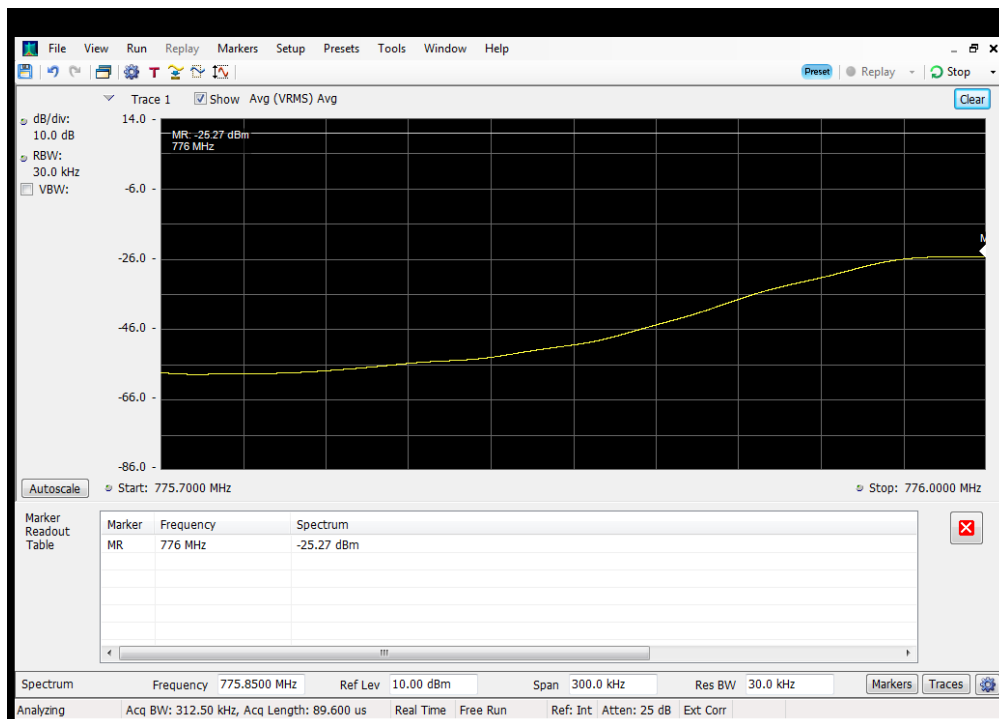 File View Run Replay Markers Setup Presets Tools Window Help
T Preset Replay Stop
Trace 1 Show Avg (VRMS) Avg Clear
dB/div:
10.0 dB
RBW:
30.0 kHz
VBW:
14.0 -
-6.0 -
-26.0 -
-46.0 -
-66.0 -
-86.0 -
MR: -25.27 dBm
776 MHz
M
Autoscale Start: 775.7000 MHz Stop: 776.0000 MHz
Marker
Readout
Table
Marker Frequency Spectrum
MR 776 MHz -25.27 dBm
Spectrum Frequency 775.8500 MHz Ref Lev 10.00 dBm Span 300.0 kHz Res BW 30.0 kHz Markers Traces
Analyzing Acq BW: 312.50 kHz, Acq Length: 89.600 us Real Time Free Run Ref: Int Atten: 25 dB Ext Corr